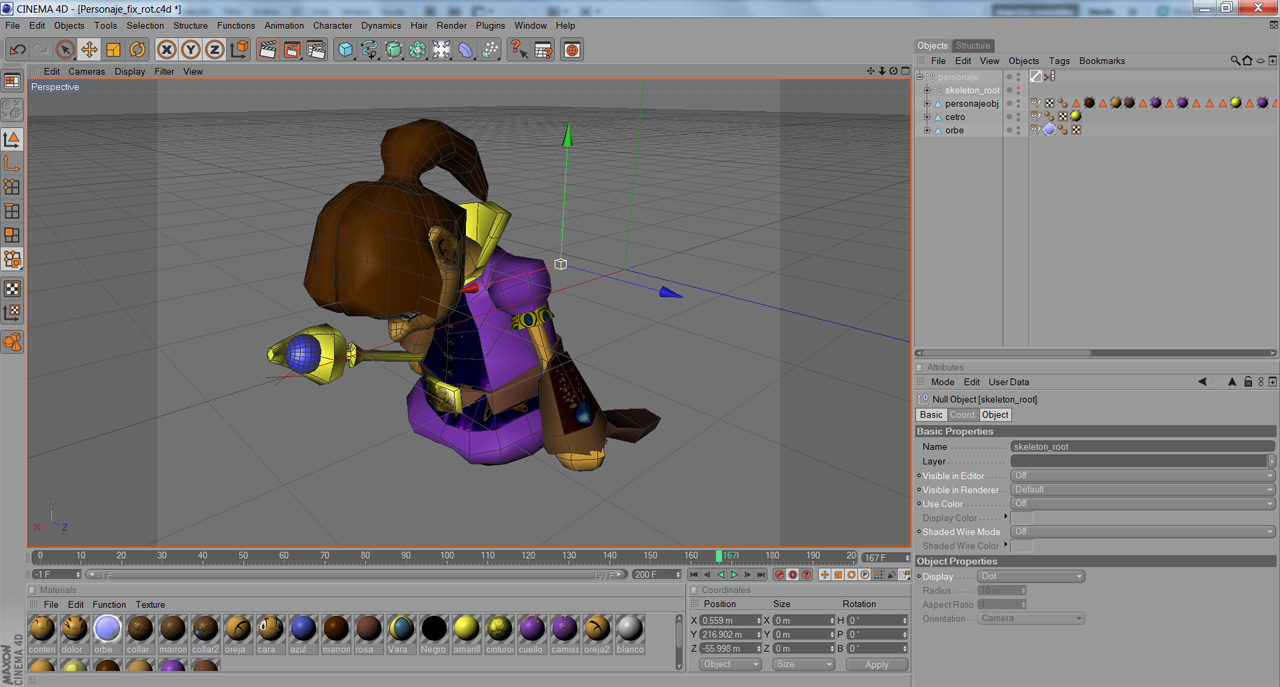 CINEMA 4D - [Personaje_fix_rot.c4d *]
File Edit Objects Tools Selection Structure Functions Animation Character Dynamics Hair Render Plugins Window Help
Edit Cameras Display Filter View
Perspective
Y
X
Z
0 10 20 30 40 50 60 70 80 90 100 110 120 130 140 150 160 167 180 190 20
167 F
-1 F
-1 F
199 F
200 F
Materials
File Edit Function Texture
conten dolor orbe collar marron collar2 oreja cara azul marron rosa Vara Negro amarill cinturon cuello camisa oreja2 blanco
Coordinates
Position Size Rotation
X 0.559 m X 0 m H 0 °
Y 216.902 m Y 0 m P 0 °
Z -55.998 m Z 0 m B 0 °
Object Size Apply
MAXON CINEMA 4D
Objects Structure
File Edit View Objects Tags Bookmarks
personaje
skeleton_root
personajeobj
cetro
orbe
Attributes
Mode Edit User Data
Null Object [skeleton_root]
Basic Coord. Object
Basic Properties
Name skeleton_root
Layer
Visible in Editor Off
Visible in Renderer Default
Use Color Off
Display Color
Shaded Wire Mode Off
Shaded Wire Color
Object Properties
Display Dot
Radius 10 m
Aspect Ratio 1
Orientation Camera